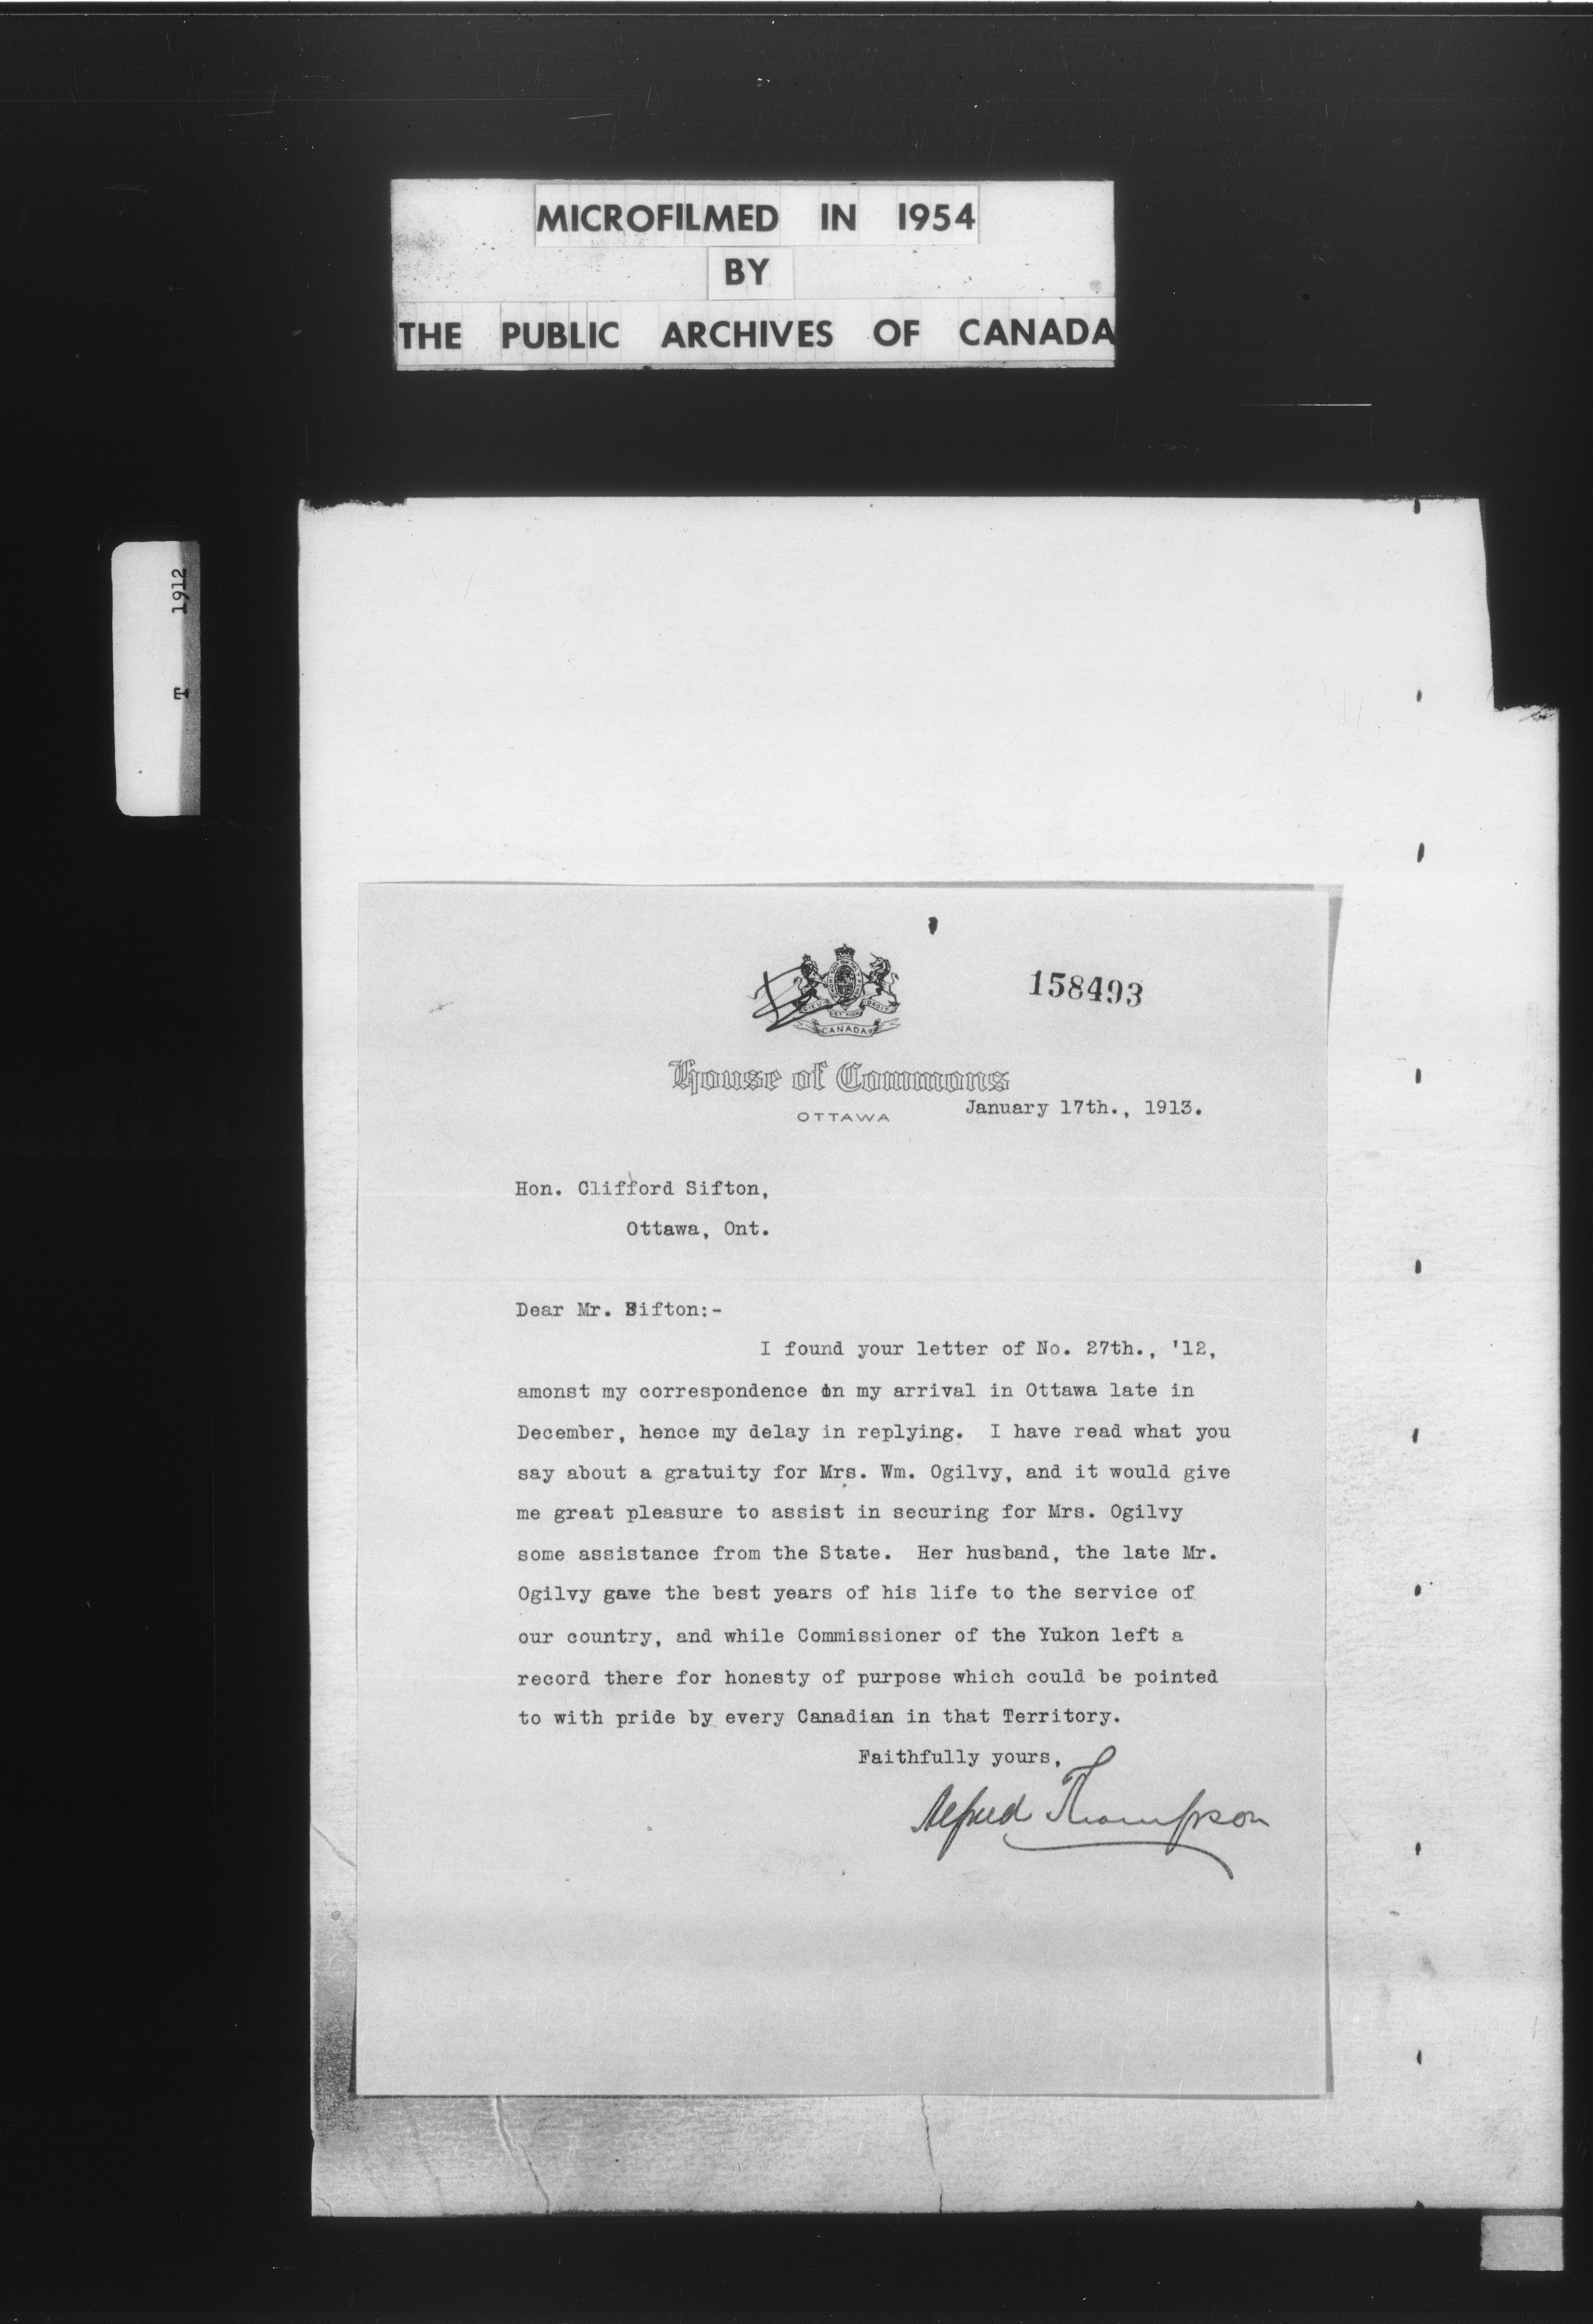 MICROFILMED IN 1954
BY
THE PUBLIC ARCHIVES OF CANADA
T 1912
158493
DIEU ET MON DROIT
CANADA
House of Commons
OTTAWA
January 17th., 1913.
Hon. Clifford Sifton,
Ottawa, Ont.
Dear Mr. Sifton:-
I found your letter of No. 27th., '12,
amonst my correspondence on my arrival in Ottawa late in
December, hence my delay in replying. I have read what you
say about a gratuity for Mrs. Wm. Ogilvy, and it would give
me great pleasure to assist in securing for Mrs. Ogilvy
some assistance from the State. Her husband, the late Mr.
Ogilvy gave the best years of his life to the service of
our country, and while Commissioner of the Yukon left a
record there for honesty of purpose which could be pointed
to with pride by every Canadian in that Territory.
Faithfully yours,
Alfred Thompson